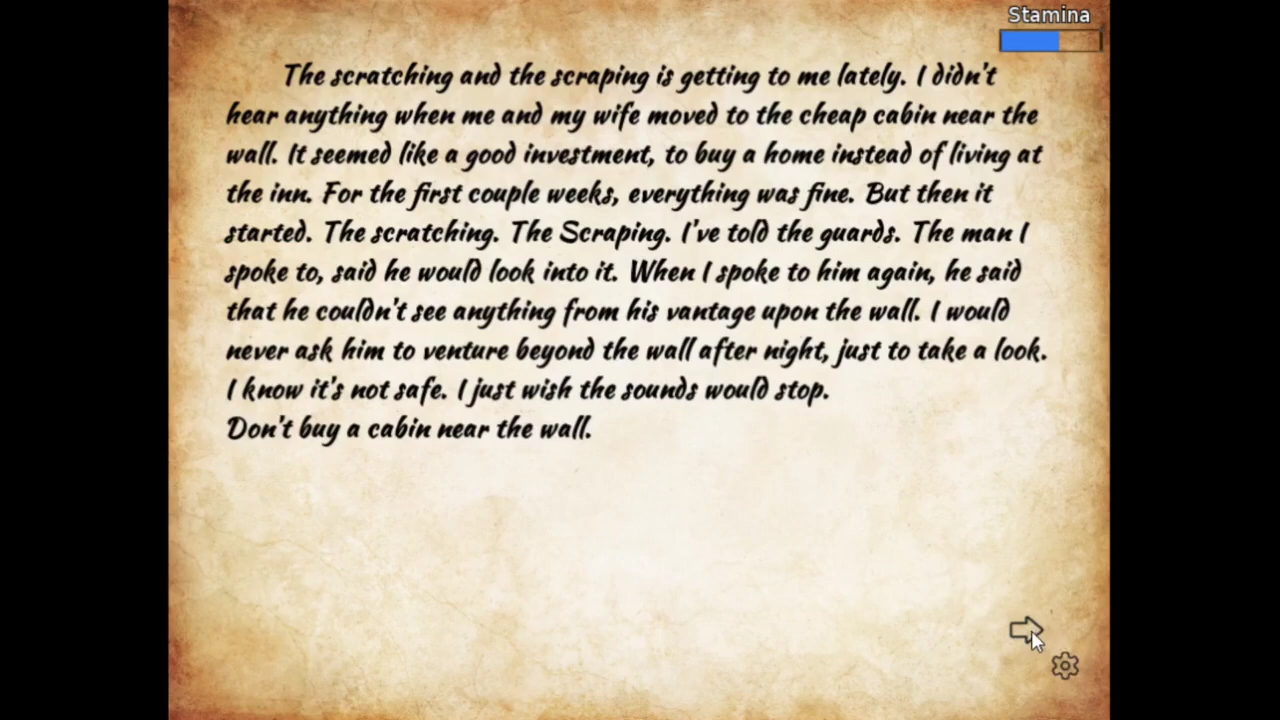 Stamina
The scratching and the scraping is getting to me lately. I didn't
hear anything when me and my wife moved to the cheap cabin near the
wall. It seemed like a good investment, to buy a home instead of living at
the inn. For the first couple weeks, everything was fine. But then it
started. The scratching. The Scraping. I've told the guards. The man I
spoke to, said he would look into it. When I spoke to him again, he said
that he couldn't see anything from his vantage upon the wall. I would
never ask him to venture beyond the wall after night, just to take a look.
I know it's not safe. I just wish the sounds would stop.
Don't buy a cabin near the wall.